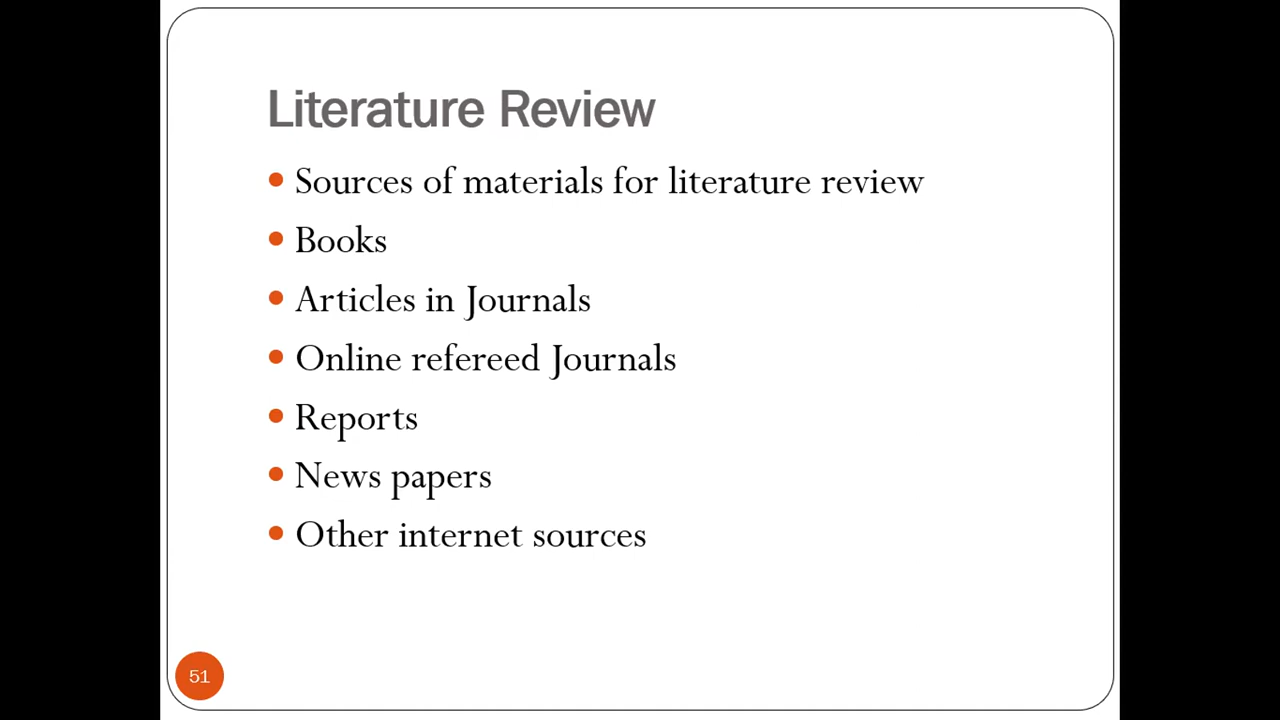 Literature Review
• Sources of materials for literature review
• Books
• Articles in Journals
• Online refereed Journals
• Reports
• News papers
• Other internet sources
51